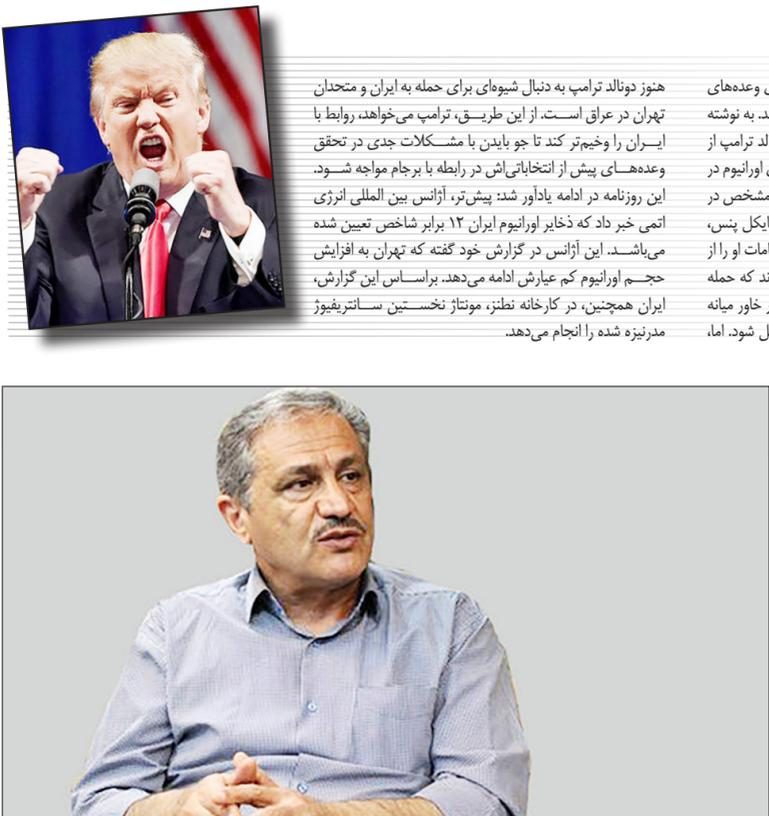 ی وعده‌های
ند. به نوشته
لد ترامپ از
ی اورانیوم در
مشخص در
ایکل پنس،
امات او را از
ند که حمله
ر خاور میانه
ل شود. اما،
هنوز دونالد ترامپ به دنبال شیوه‌ای برای حمله به ایران و متحدان
تهران در عراق است. از این طریق، ترامپ می‌خواهد، روابط با
ایران را وخیم‌تر کند تا جو بایدن با مشکلات جدی در تحقق
وعده‌های پیش از انتخاباتی‌اش در رابطه با برجام مواجه شود.
این روزنامه در ادامه یادآور شد: پیش‌تر، آژانس بین المللی انرژی
اتمی خبر داد که ذخایر اورانیوم ایران ۱۲ برابر شاخص تعیین شده
می‌باشد. این آژانس در گزارش خود گفته که تهران به افزایش
حجم اورانیوم کم عیارش ادامه می‌دهد. براساس این گزارش،
ایران همچنین، در کارخانه نطنز، مونتاژ نخستین سانتریفیوژ
مدرنیزه شده را انجام می‌دهد.